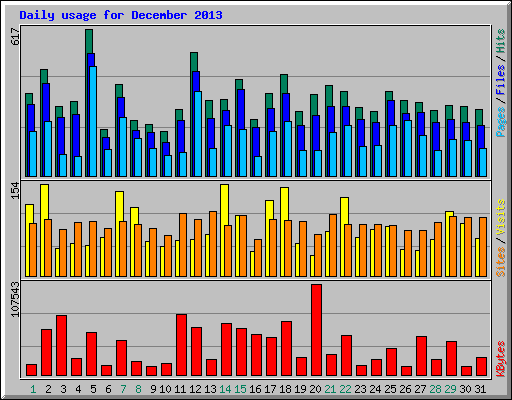 Daily usage for December 2013
617
Pages / Files / Hits
154
Sites / Visits
107543
KBytes
1 2 3 4 5 6 7 8 9 10 11 12 13 14 15 16 17 18 19 20 21 22 23 24 25 26 27 28 29 30 31